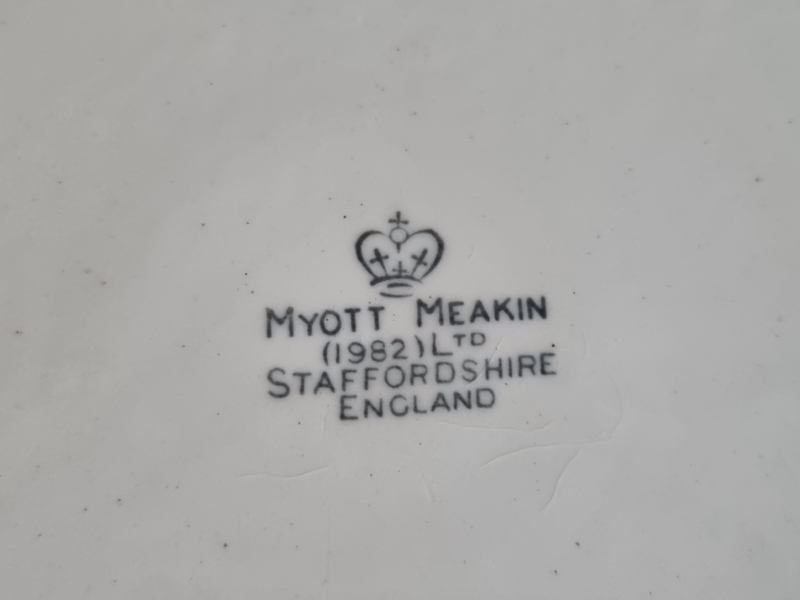 MYOTT MEAKIN
(1982) LTD
STAFFORDSHIRE
ENGLAND